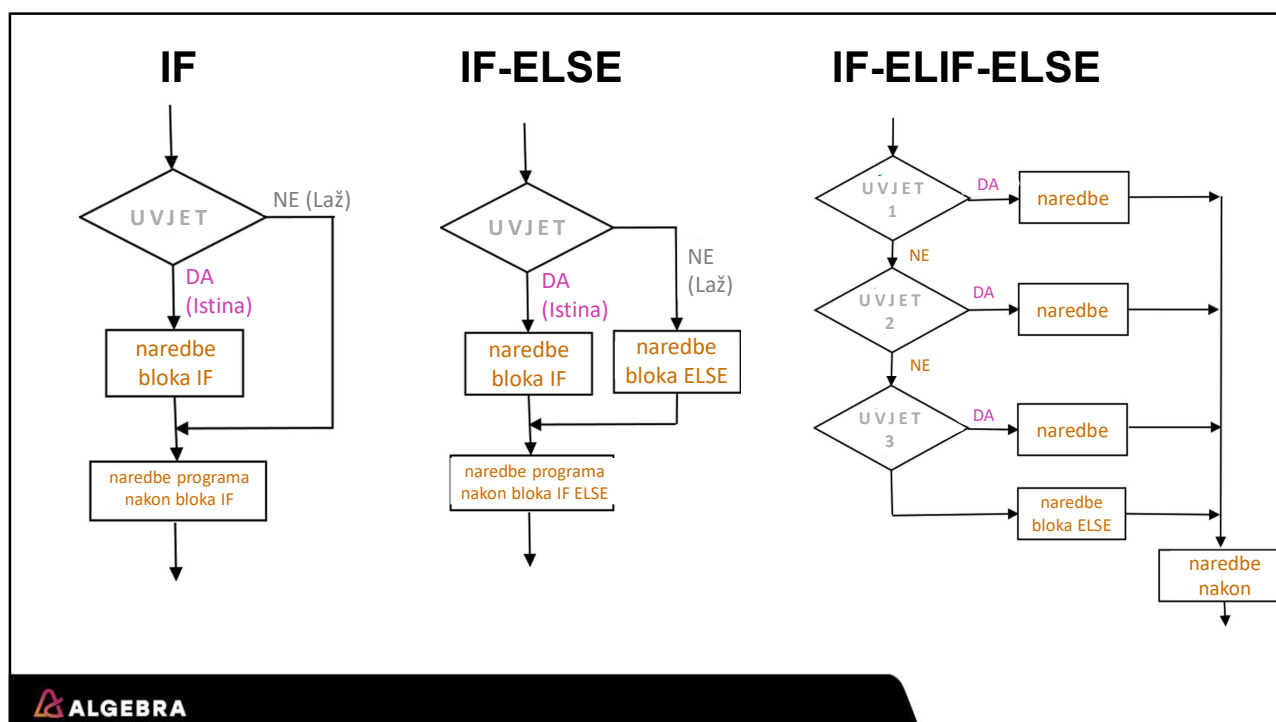 IF
NE (Laž)
UVJET
DA
(Istina)
naredbe
bloka IF
naredbe programa
nakon bloka IF
IF-ELSE
UVJET
NE
(Laž)
DA
(Istina)
naredbe
bloka IF
naredbe
bloka ELSE
naredbe programa
nakon bloka IF ELSE
IF-ELIF-ELSE
UVJET
1
DA
naredbe
NE
UVJET
2
DA
naredbe
NE
UVJET
3
DA
naredbe
naredbe
bloka ELSE
naredbe
nakon
ALGEBRA